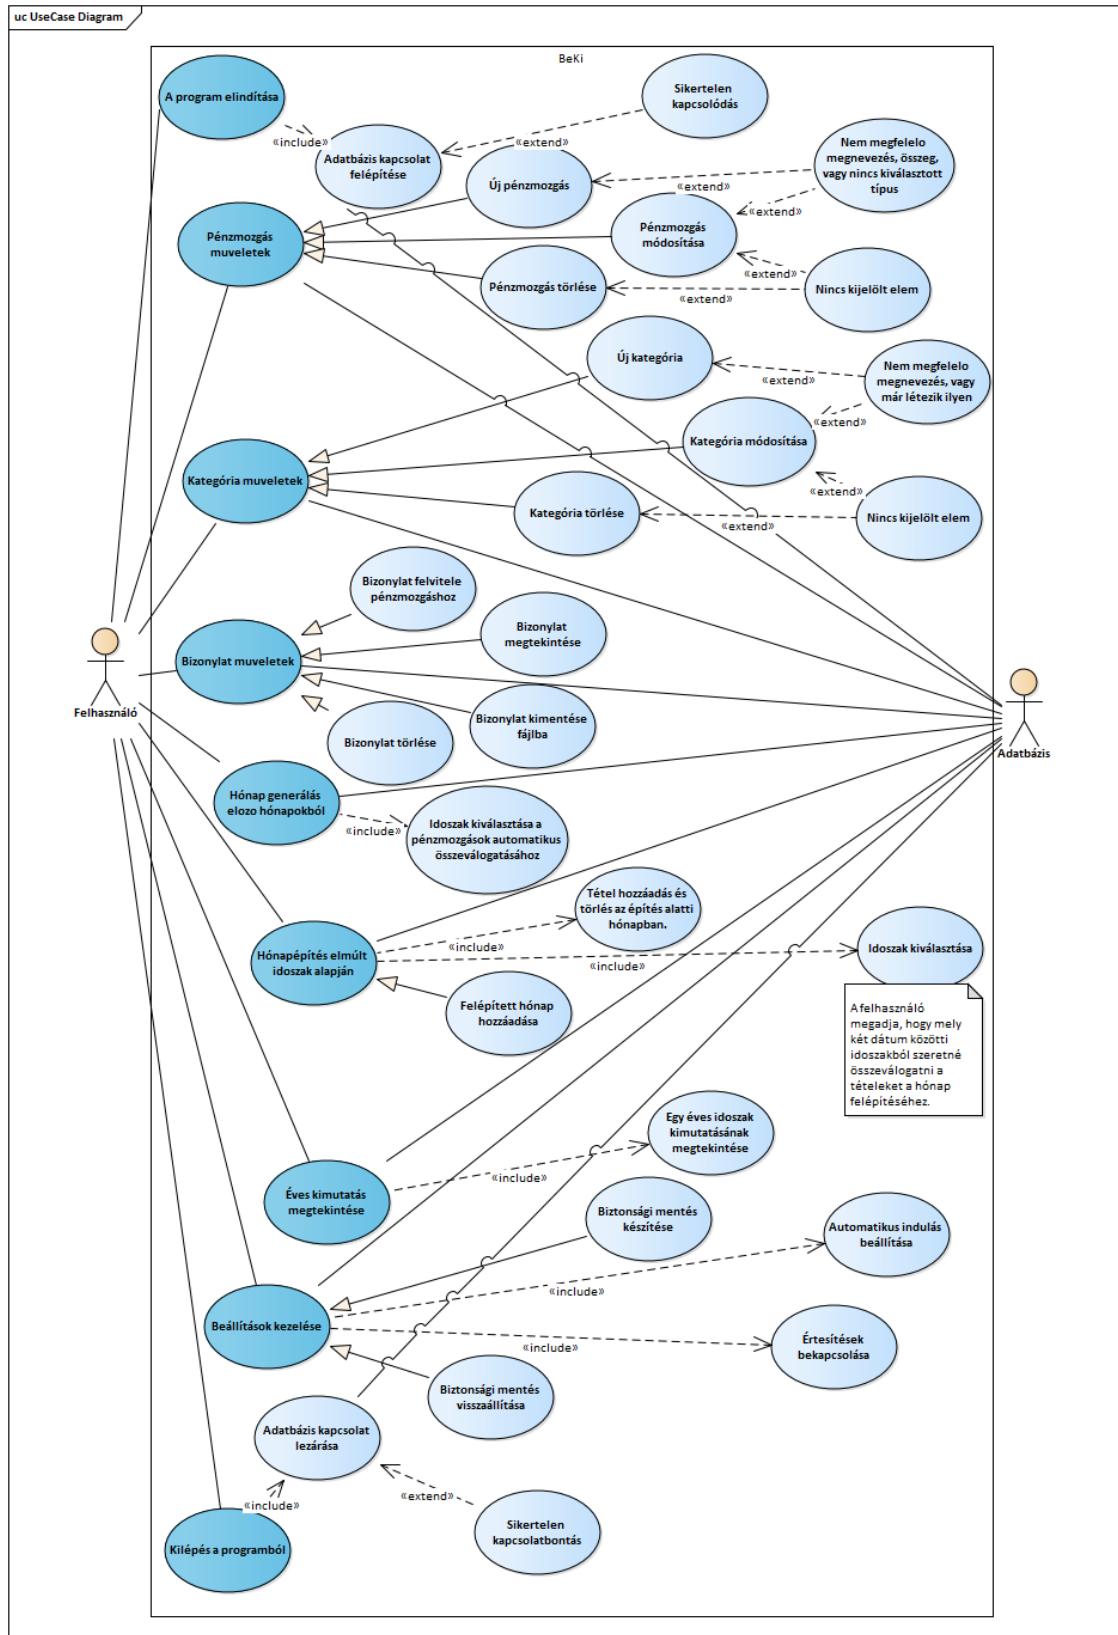 uc UseCase Diagram
BeKi
A program elindítása
«include»
Adatbázis kapcsolat
felépítése
Sikertelen
kapcsolódás
«extend»
Új pénzmozgás
Nem megfelelo
megnevezés, összeg,
vagy nincs kiválasztott
típus
«extend»
«extend»
Pénzmozgás
muveletek
Pénzmozgás
módosítása
«extend»
Pénzmozgás törlése
«extend»
Nincs kijelölt elem
Új kategória
Nem megfelelo
megnevezés, vagy
már létezik ilyen
«extend»
«extend»
Kategória módosítása
Kategória muveletek
«extend»
Kategória törlése
«extend»
Nincs kijelölt elem
Bizonylat felvitele
pénzmozgáshoz
Bizonylat
megtekintése
Bizonylat muveletek
Felhasználó
Bizonylat kimentése
fájlba
Bizonylat törlése
Adatbázis
Hónap generálás
elozo hónapokból
«include»
Idoszak kiválasztása a
pénzmozgások automatikus
összeválogatásához
Tétel hozzáadás és
törlés az építés alatti
hónapban.
«include»
Hónapépítés elmúlt
idoszak alapján
«include»
Idoszak kiválasztása
Felépített hónap
hozzáadása
A felhasználó
megadja, hogy mely
két dátum közötti
idoszakból szeretné
összeválogatni a
tételeket a hónap
felépítéséhez.
Egy éves idoszak
kimutatásának
megtekintése
«include»
Éves kimutatás
megtekintése
Biztonsági mentés
készítése
Automatikus indulás
beállítása
«include»
Beállítások kezelése
«include»
Értesítések
bekapcsolása
Biztonsági mentés
visszaállítása
Adatbázis kapcsolat
lezárása
«include»
«extend»
Sikertelen
kapcsolatbontás
Kilépés a programból